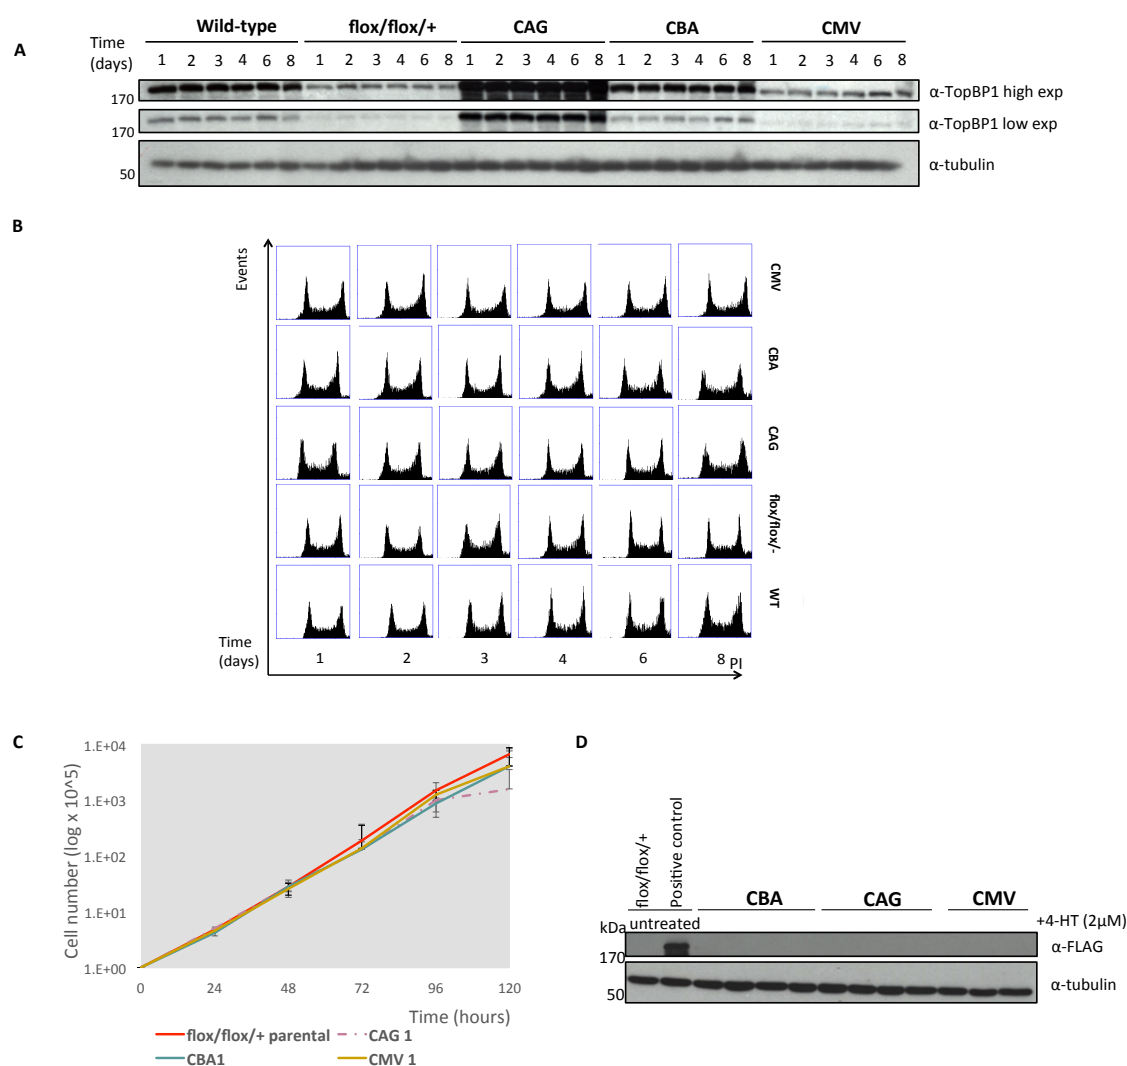 A
Time
(days)
Wild-type flox/flox/+ CAG CBA CMV
1 2 3 4 6 8 1 2 3 4 6 8 1 2 3 4 6 8 1 2 3 4 6 8 1 2 3 4 6 8
170 α-TopBP1 high exp
170 α-TopBP1 low exp
50 α-tubulin
B
Events
CMV
CBA
CAG
flox/flox/-
WT
Time
(days)
1 2 3 4 6 8 PI
C
Cell number (log x 10^5)
1.E+04
1.E+03
1.E+02
1.E+01
1.E+00
0 24 48 72 96 120
Time (hours)
flox/flox/+ parental CAG 1
CBA1 CMV 1
D
flox/flox/+
Positive control
CBA CAG CMV
untreated +4-HT (2μM)
kDa
170 α-FLAG
50 α-tubulin